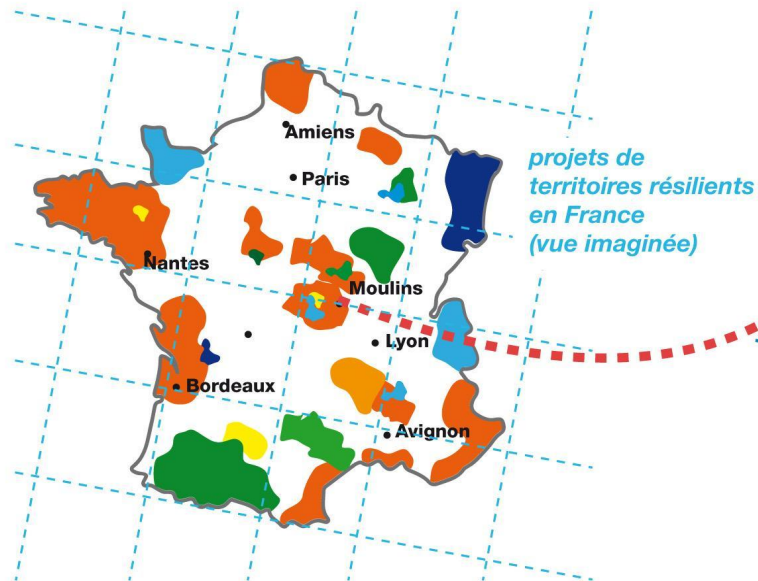 Amiens
Paris
projets de
territoires résilients
en France
(vue imaginée)
Nantes
Moulins
Lyon
Bordeaux
Avignon